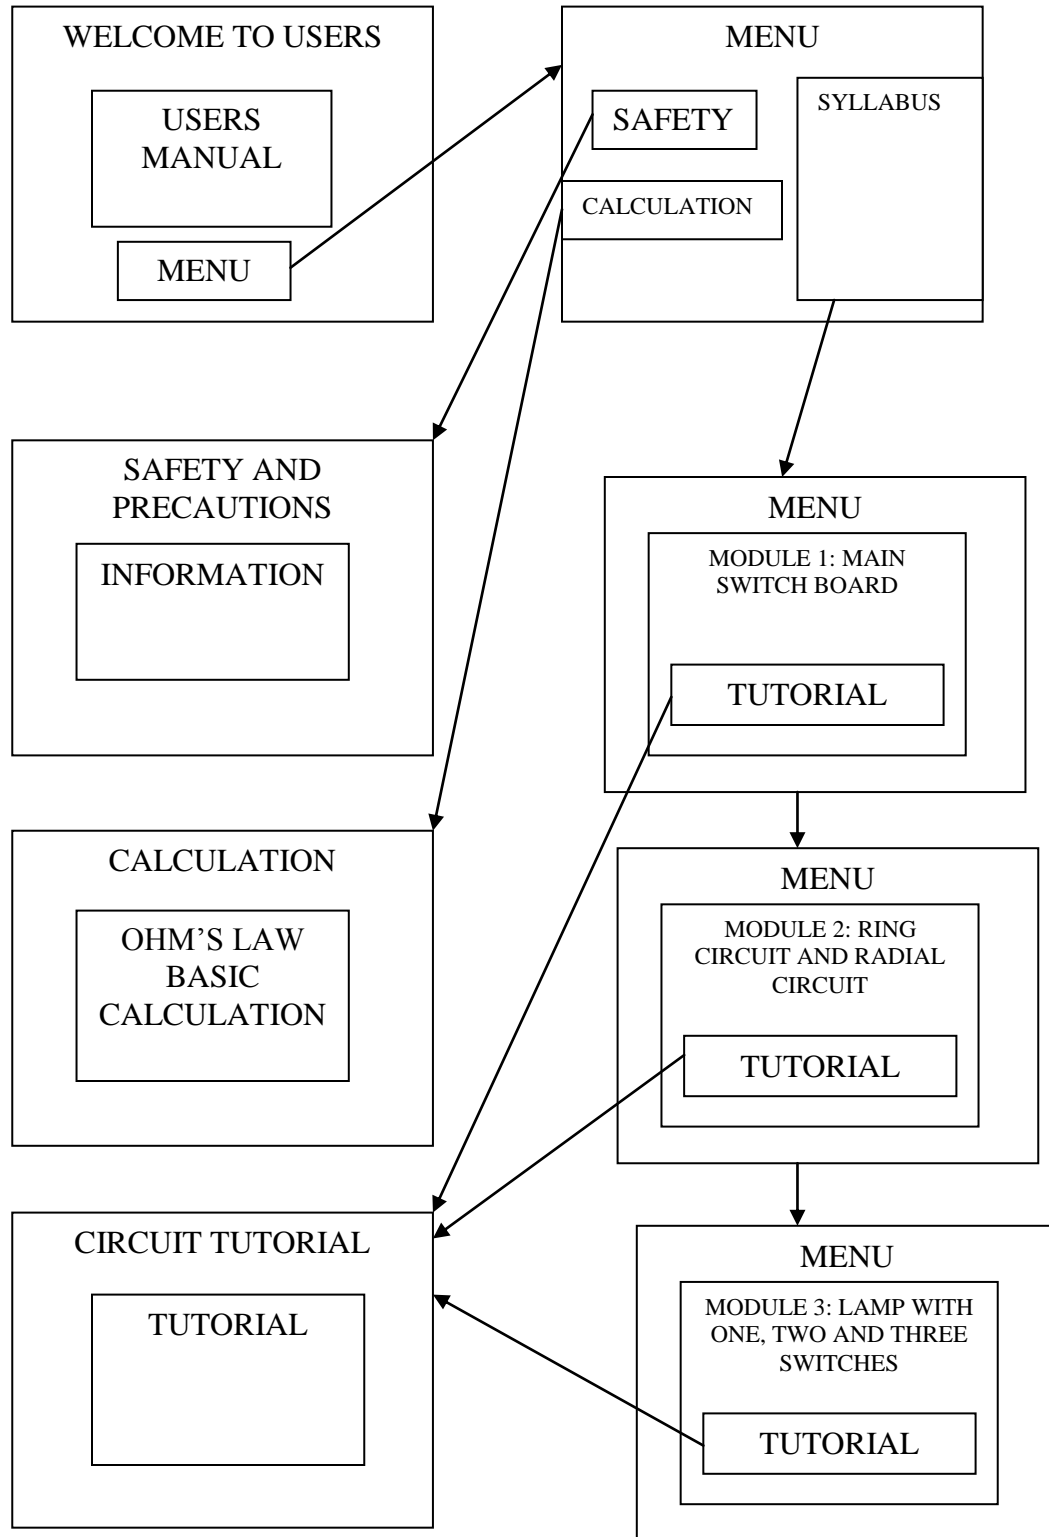 WELCOME TO USERS
USERS
MANUAL
MENU
MENU
SAFETY
CALCULATION
SYLLABUS
SAFETY AND
PRECAUTIONS
INFORMATION
MENU
MODULE 1: MAIN
SWITCH BOARD
TUTORIAL
CALCULATION
OHM'S LAW
BASIC
CALCULATION
MENU
MODULE 2: RING
CIRCUIT AND RADIAL
CIRCUIT
TUTORIAL
CIRCUIT TUTORIAL
TUTORIAL
MENU
MODULE 3: LAMP WITH
ONE, TWO AND THREE
SWITCHES
TUTORIAL